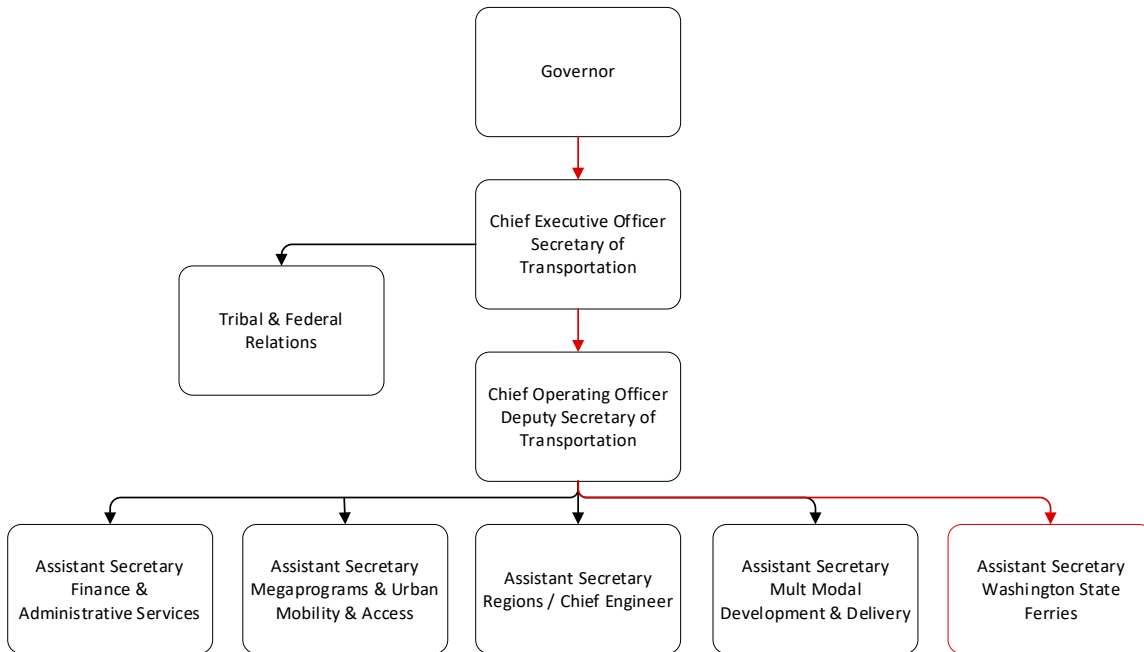 Governor
Chief Executive Officer
Secretary of
Transportation
Tribal & Federal
Relations
Chief Operating Officer
Deputy Secretary of
Transportation
Assistant Secretary
Finance &
Administrative Services
Assistant Secretary
Megaprograms & Urban
Mobility & Access
Assistant Secretary
Regions / Chief Engineer
Assistant Secretary
Mult Modal
Development & Delivery
Assistant Secretary
Washington State
Ferries